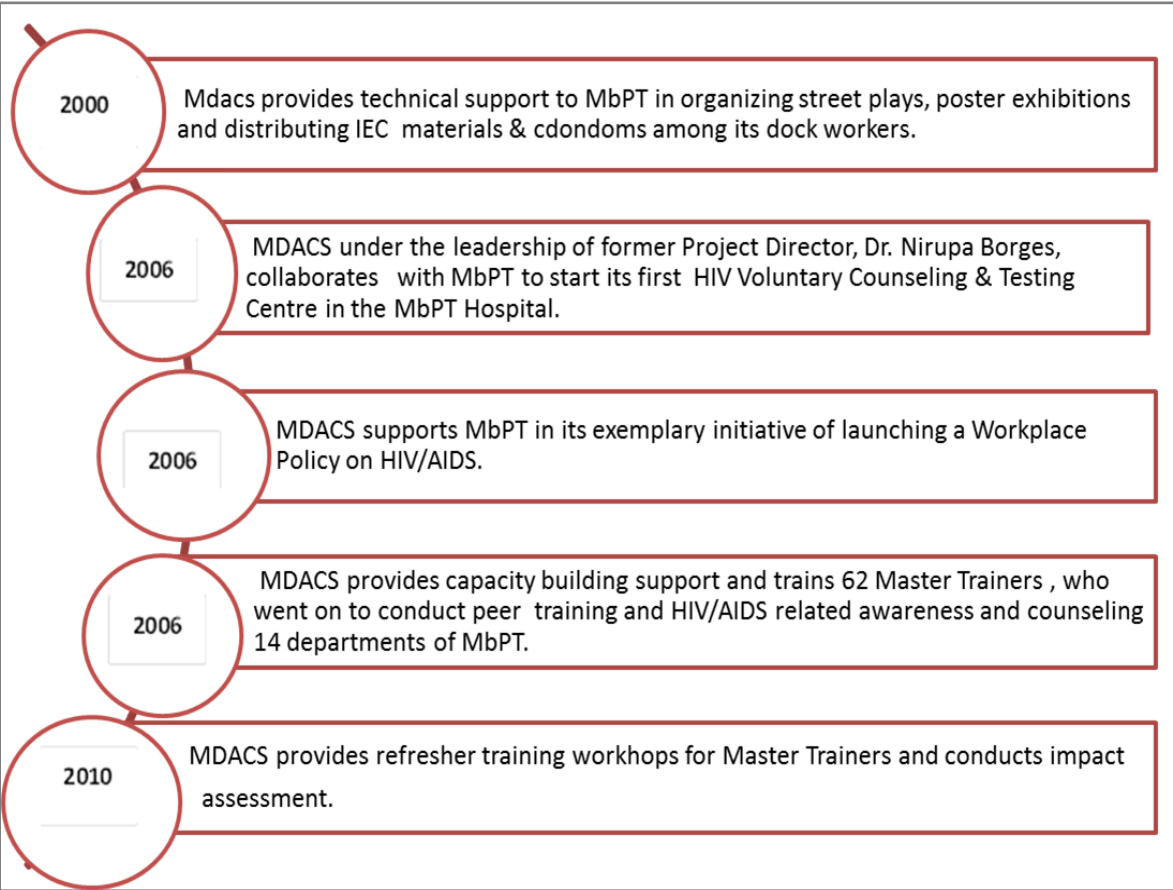 2000
Mdacs provides technical support to MbPT in organizing street plays, poster exhibitions
and distributing IEC materials & cdondoms among its dock workers.
2006
MDACS under the leadership of former Project Director, Dr. Nirupa Borges,
collaborates with MbPT to start its first HIV Voluntary Counseling & Testing
Centre in the MbPT Hospital.
2006
MDACS supports MbPT in its exemplary initiative of launching a Workplace
Policy on HIV/AIDS.
2006
MDACS provides capacity building support and trains 62 Master Trainers , who
went on to conduct peer training and HIV/AIDS related awareness and counseling
14 departments of MbPT.
2010
MDACS provides refresher training workhops for Master Trainers and conducts impact
assessment.